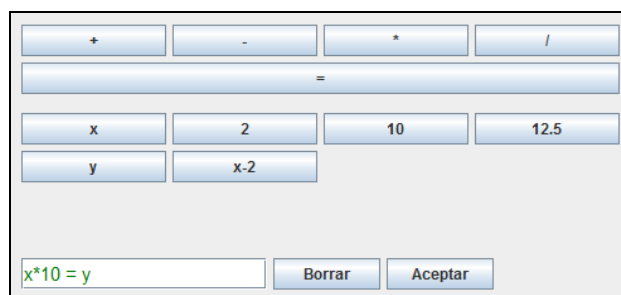 + - * /
=
x 2 10 12.5
y x-2
x*10 = y Borrar Aceptar